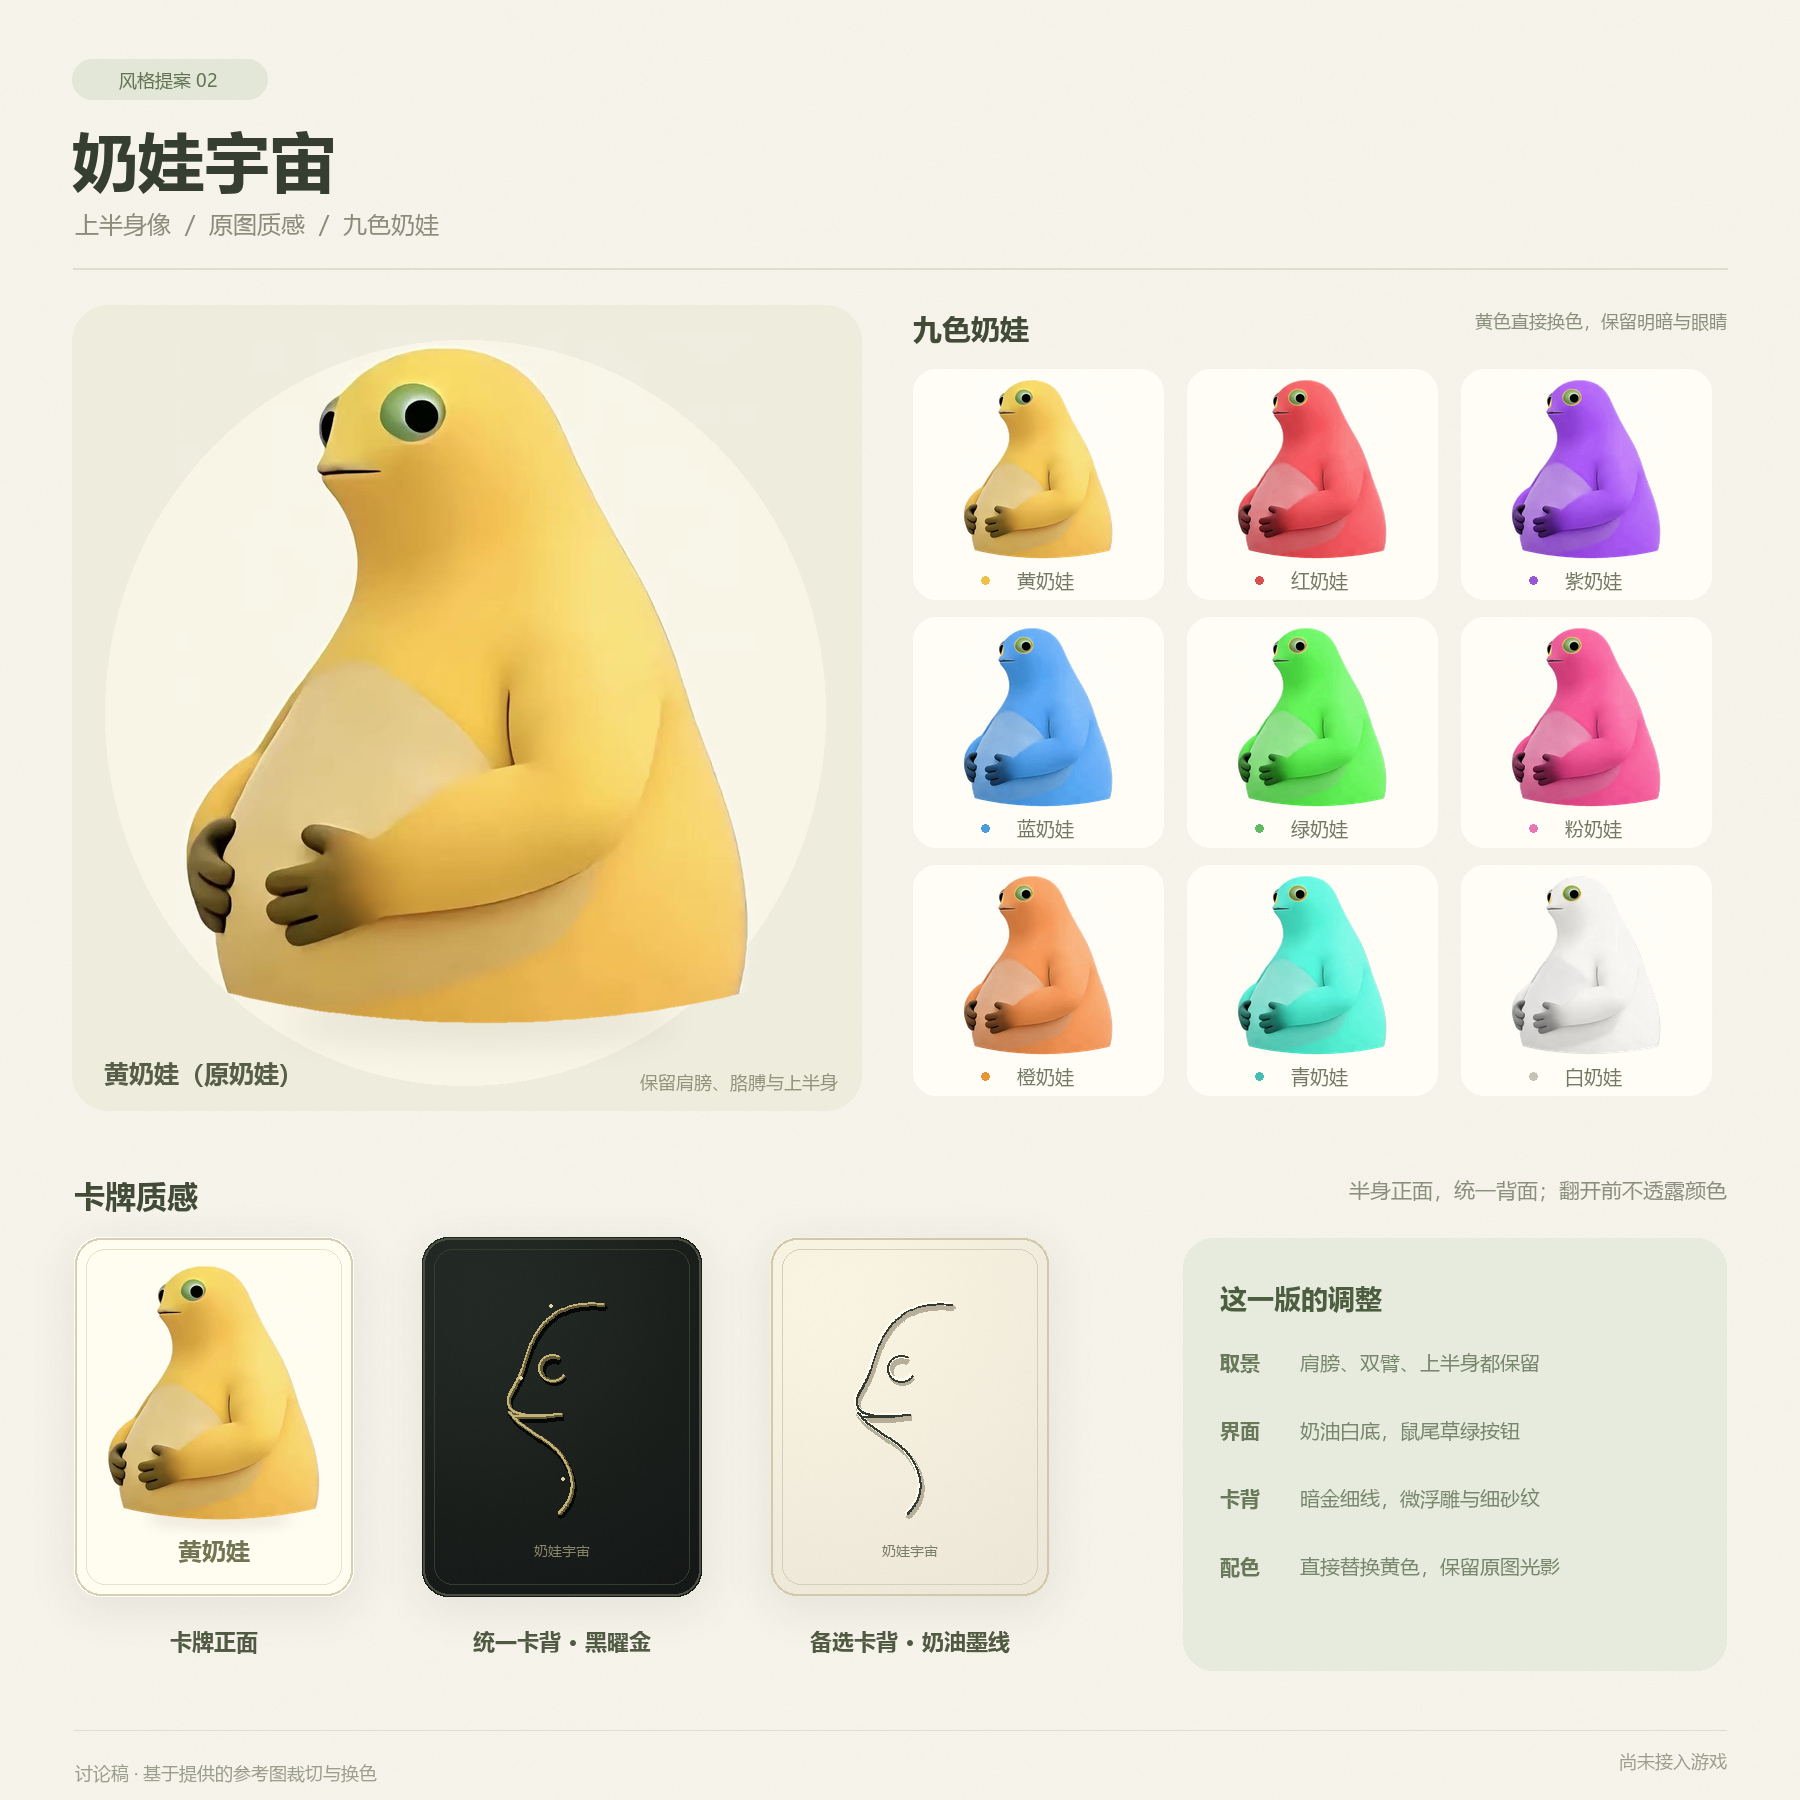 风格提案 02
奶娃宇宙
上半身像 / 原图质感 / 九色奶娃
黄奶娃（原奶娃）
保留肩膀、胳膊与上半身
九色奶娃
黄色直接换色，保留明暗与眼睛
黄奶娃
红奶娃
紫奶娃
蓝奶娃
绿奶娃
粉奶娃
橙奶娃
青奶娃
白奶娃
卡牌质感
半身正面，统一背面；翻开前不透露颜色
黄奶娃
卡牌正面
奶娃宇宙
统一卡背・黑曜金
奶娃宇宙
备选卡背・奶油墨线
这一版的调整
取景 肩膀、双臂、上半身都保留
界面 奶油白底，鼠尾草绿按钮
卡背 暗金细线，微浮雕与细砂纹
配色 直接替换黄色，保留原图光影
讨论稿 · 基于提供的参考图裁切与换色
尚未接入游戏